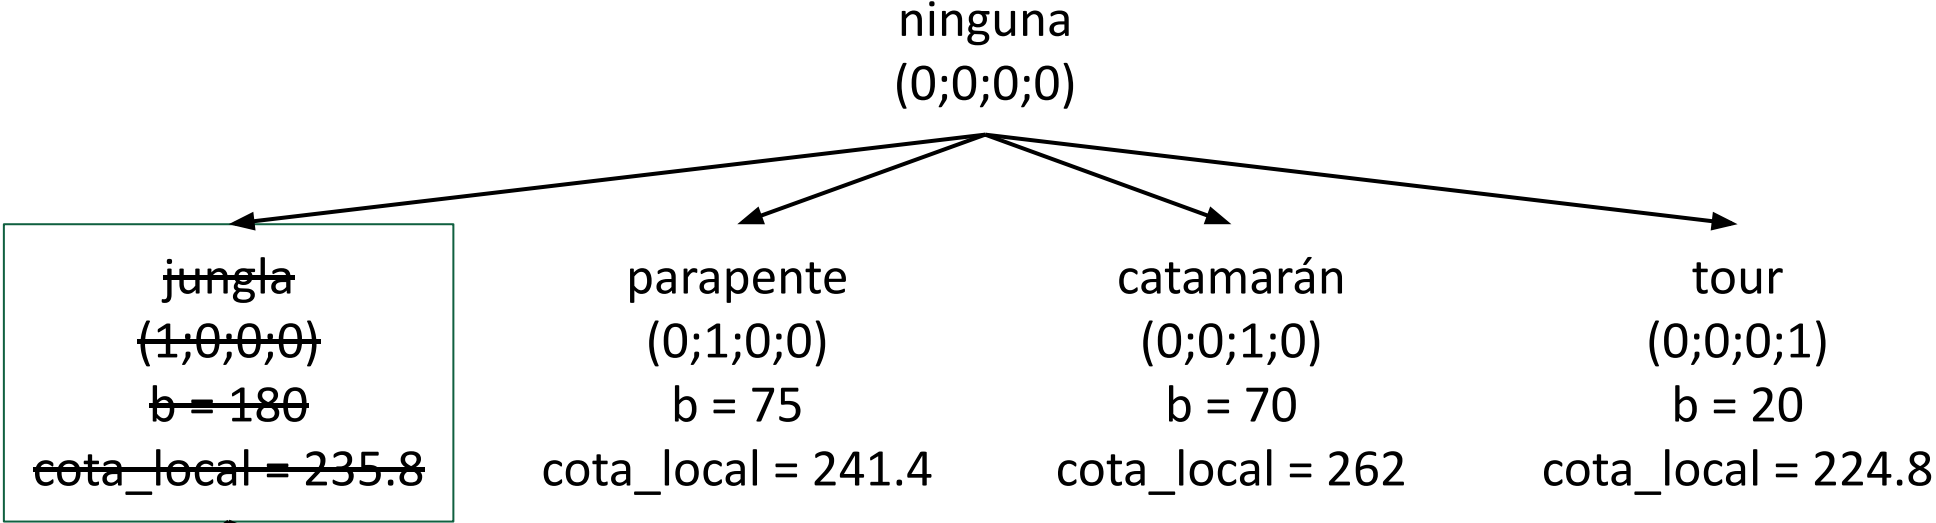 ninguna
(0;0;0;0)
jungla
(1;0;0;0)
b = 180
cota_local = 235.8
parapente
(0;1;0;0)
b = 75
cota_local = 241.4
catamarán
(0;0;1;0)
b = 70
cota_local = 262
tour
(0;0;0;1)
b = 20
cota_local = 224.8